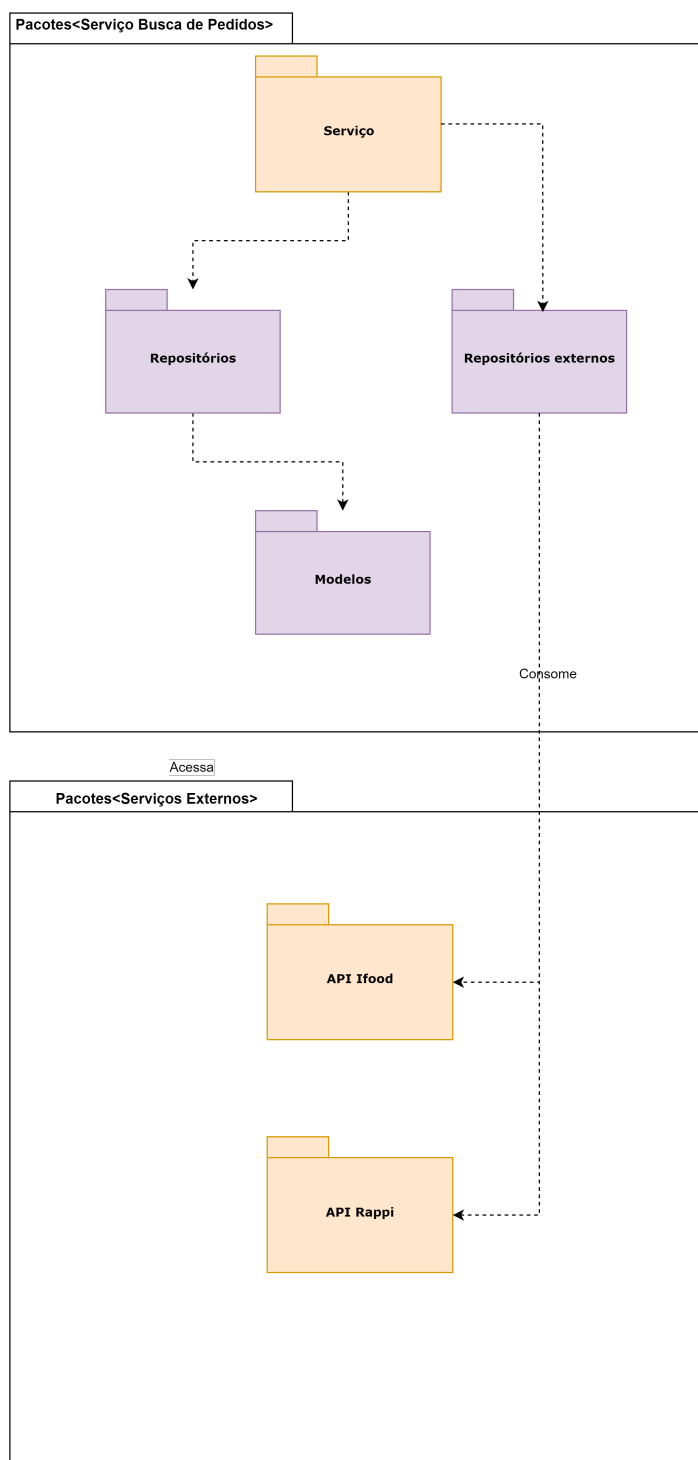 Pacotes<Serviço Busca de Pedidos>
Serviço
Repositórios
Repositórios externos
Modelos
Consome
Acessa
Pacotes<Serviços Externos>
API Ifood
API Rappi